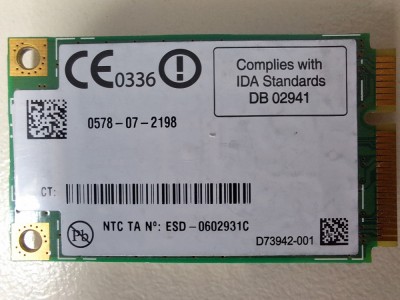 CE0336
Complies with
IDA Standards
DB 02941
0578-07-2198
CT:
Pb
NTC TA Nº: ESD-0602931C
D73942-001